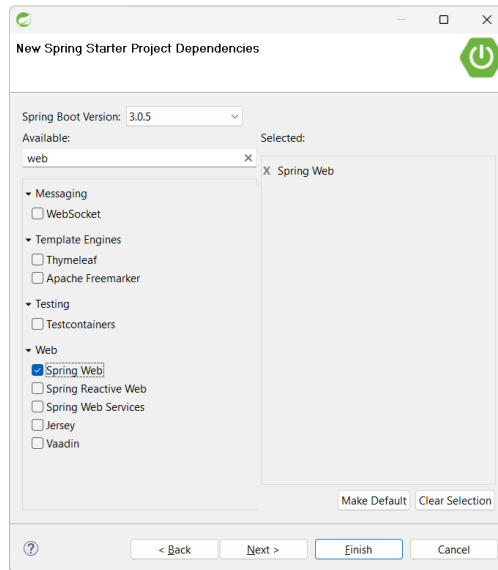 New Spring Starter Project Dependencies
Spring Boot Version: 3.0.5
Available:
web
Messaging
WebSocket
Template Engines
Thymeleaf
Apache Freemarker
Testing
Testcontainers
Web
Spring Web
Spring Reactive Web
Spring Web Services
Jersey
Vaadin
Selected:
X Spring Web
Make Default Clear Selection
< Back Next > Finish Cancel